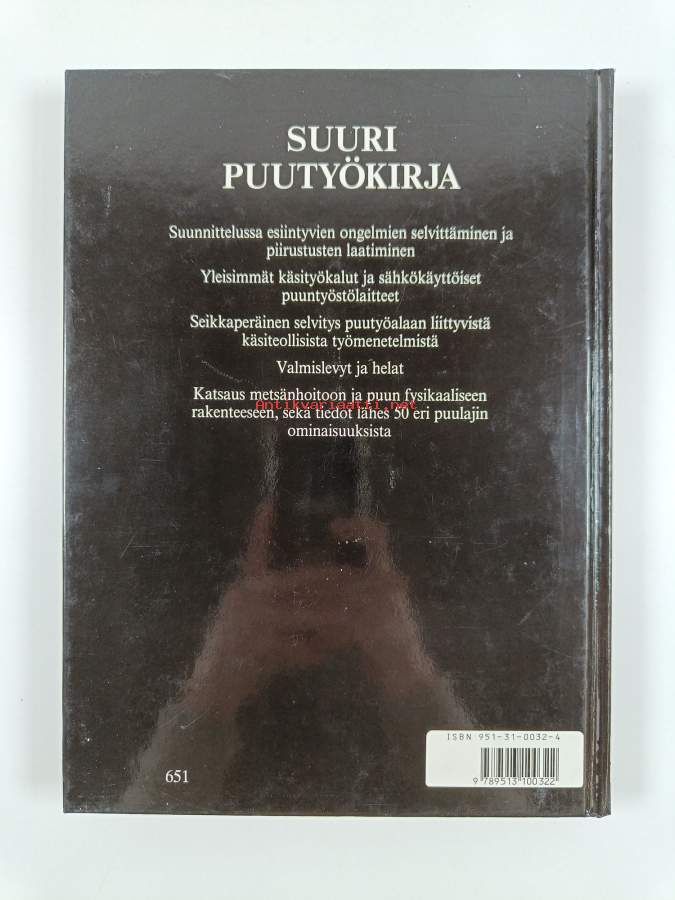 SUURI
PUUTYÖKIRJA
Suunnittelussa esiintyvien ongelmien selvittäminen ja
piirustusten laatiminen
Yleisimmät käsityökalut ja sähkökäyttöiset
puuntyöstölaitteet
Seikkaperäinen selvitys puutyöalaan liittyvistä
käsiteollisista työmenetelmistä
Valmislevyt ja helat
Katsaus metsänhoitoon ja puun fysikaaliseen
Antikvariaatti.net
rakenteeseen, sekä tiedot lähes 50 eri puulajin
ominaisuuksista
ISBN 951-31-0032-4
9 789513 100322
651